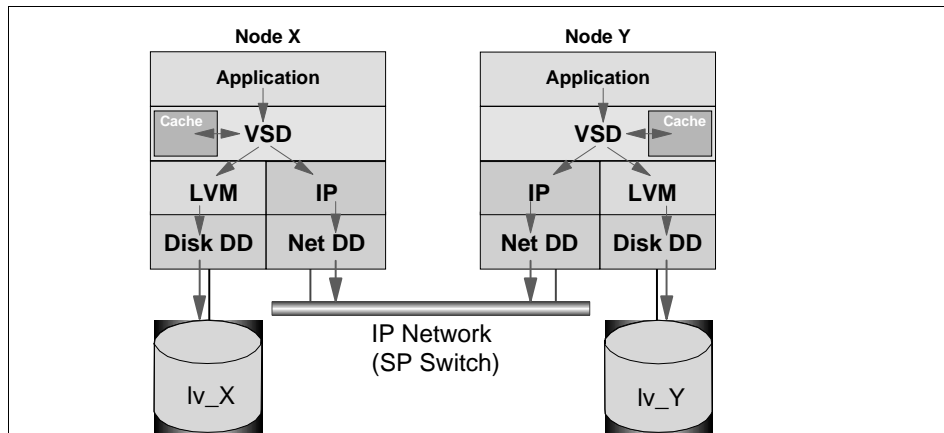 Node X
Node Y
Application
Application
Cache
VSD
VSD
Cache
LVM
IP
IP
LVM
Disk DD
Net DD
Net DD
Disk DD
IP Network
(SP Switch)
lv_X
lv_Y